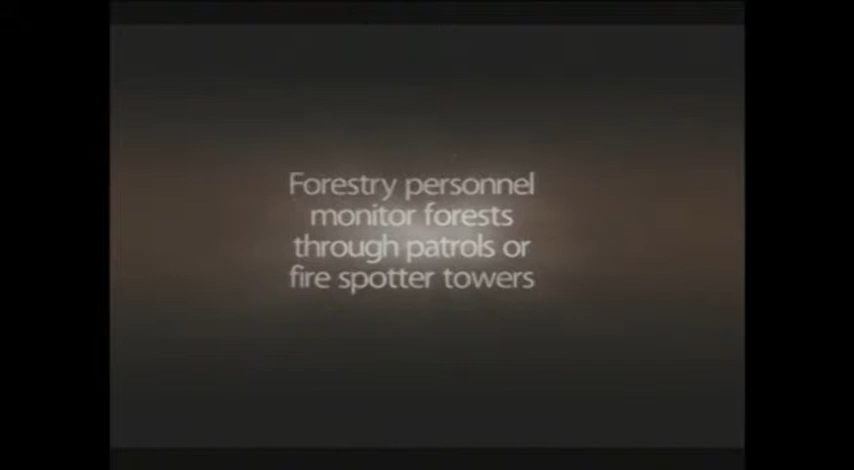 Forestry personnel
monitor forests
through patrols or
fire spotter towers